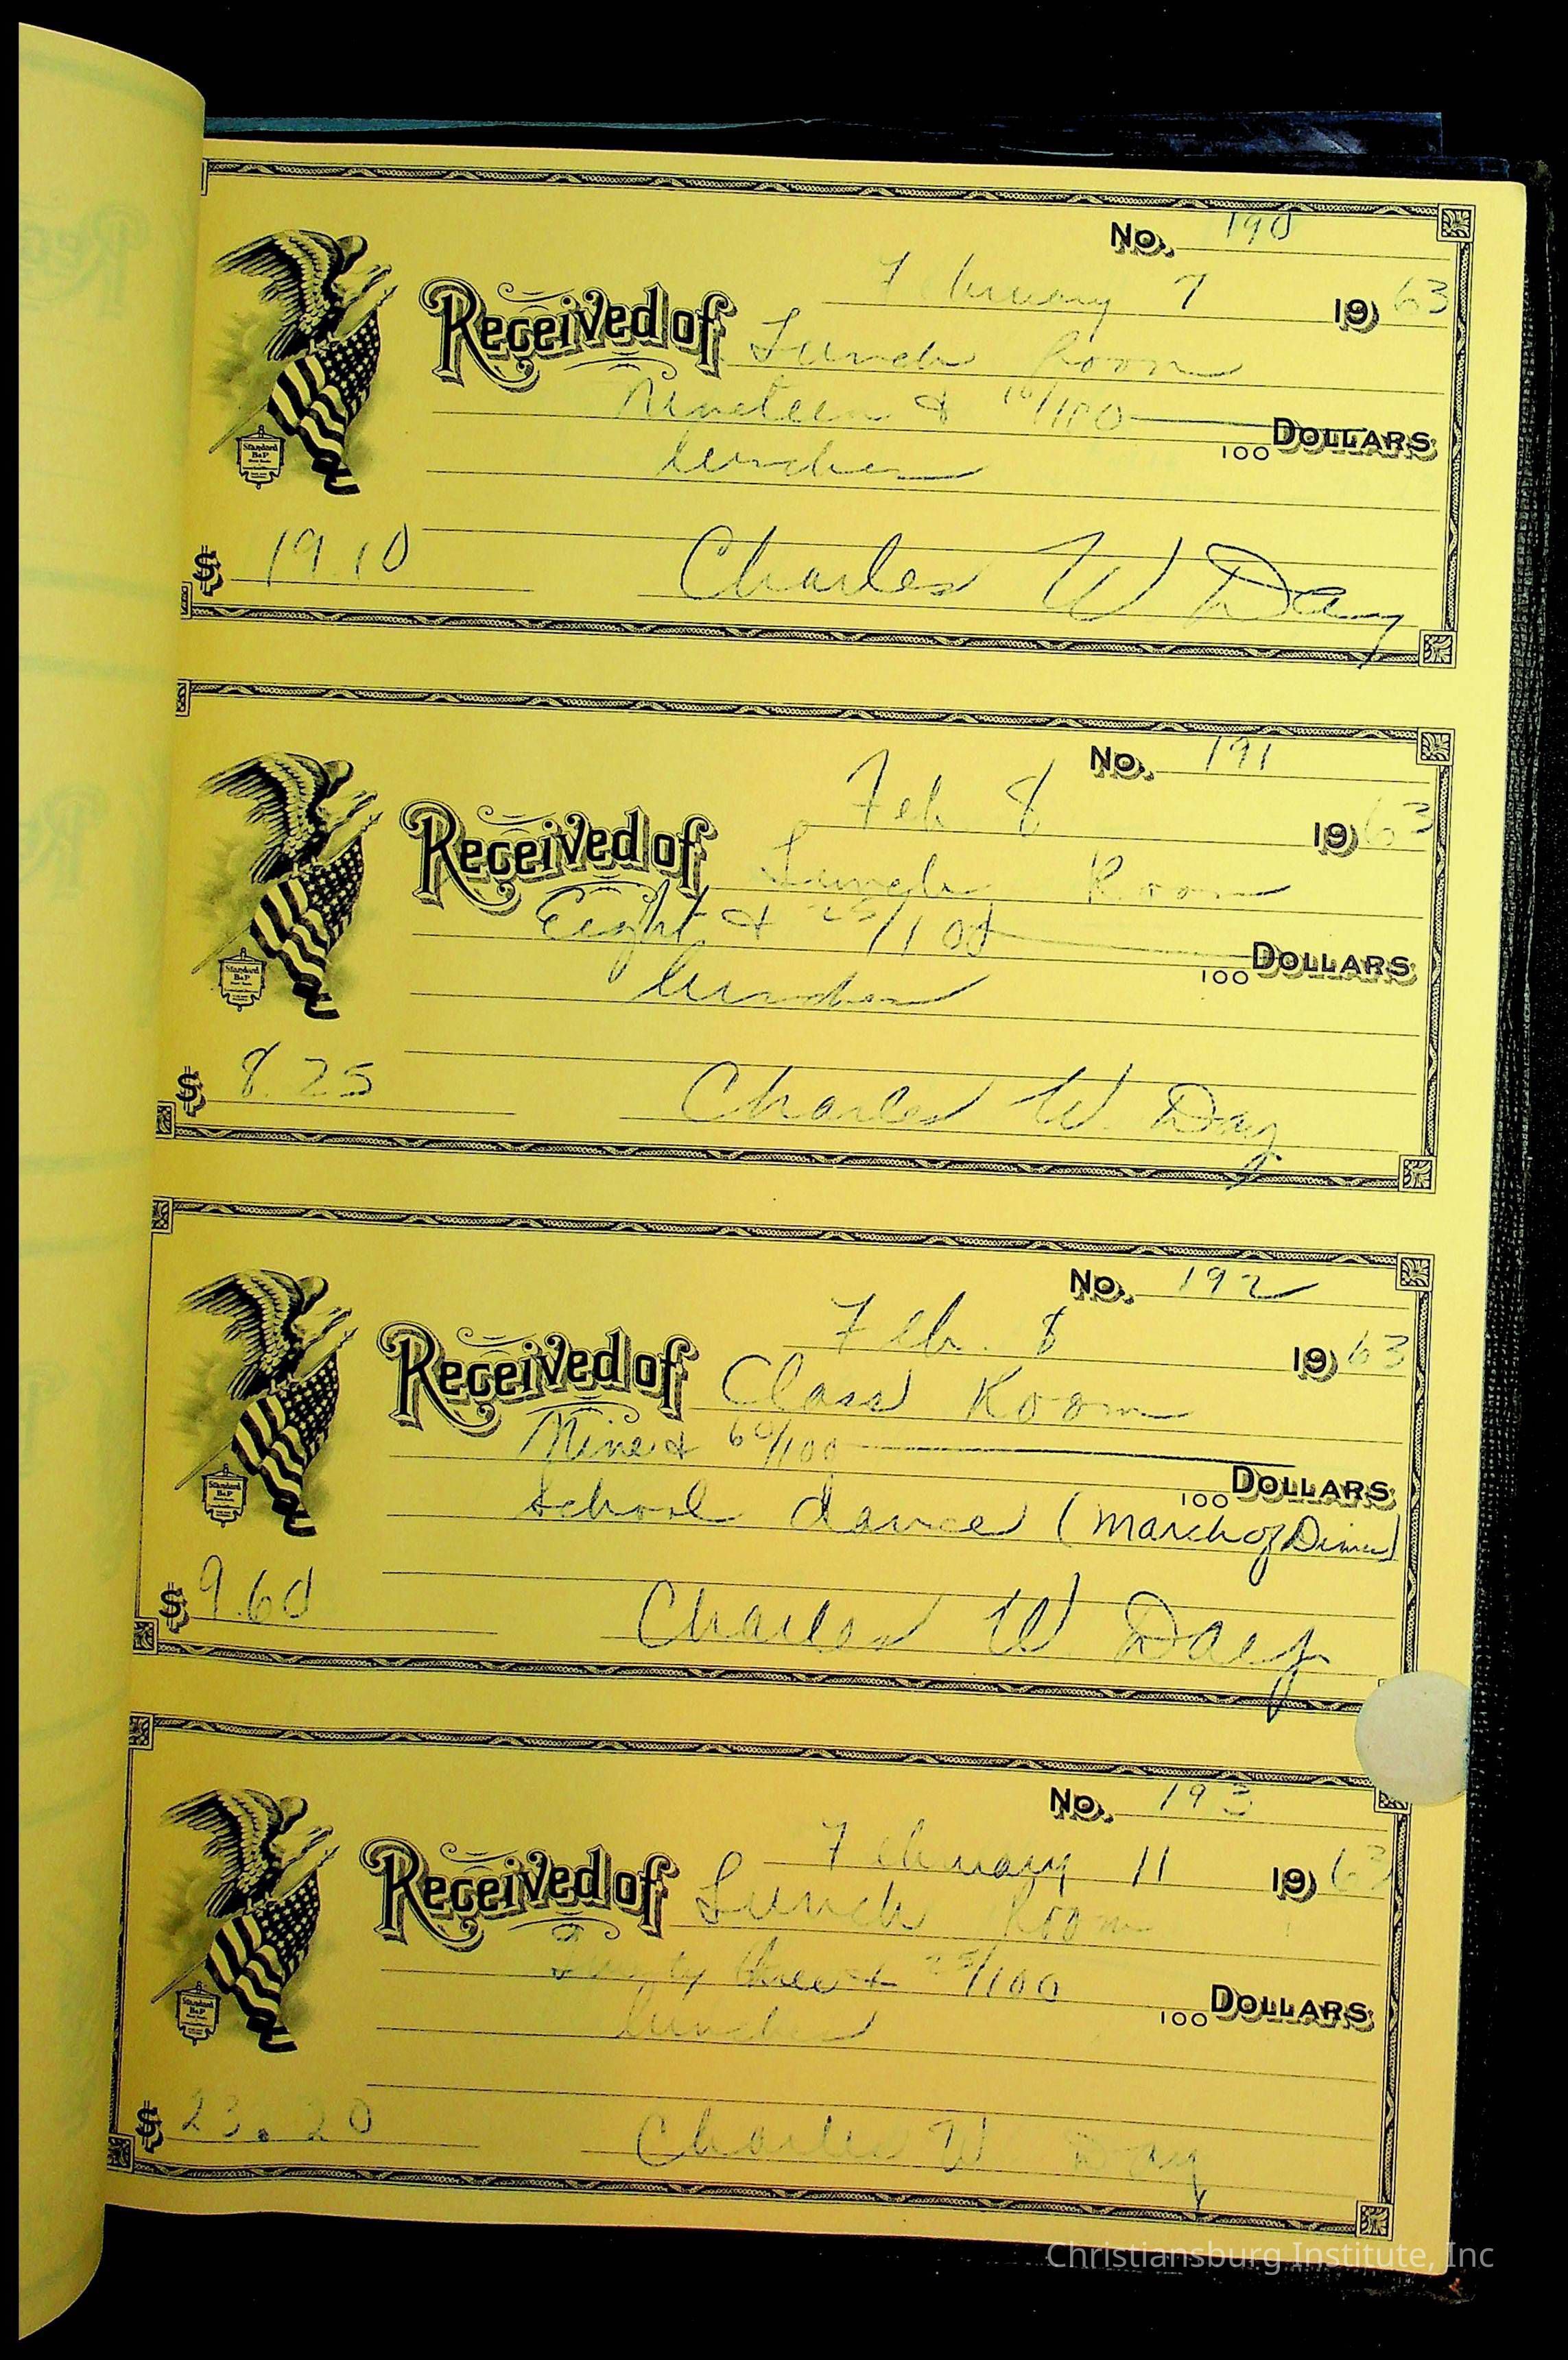 No. 190
February 7 1963
Received of Lunch Room
Nineteen & 10/100 100 DOLLARS
lunches
Standard B&P
$ 19.10 Charles W Day
No. 191
Feb. 8 1963
Received of Lunch Room
Eight & 25/100 100 DOLLARS
lunches
Standard B&P
$ 8.25 Charles W. Day
No. 192
Feb. 8 1963
Received of Class Room
Nine & 60/100 100 DOLLARS
School dance (March of Dimes)
Standard B&P
$ 9.60 Charles W. Day
No. 193
February 11 1963
Received of Lunch Room
Twenty three & /100 100 DOLLARS
lunches
Standard B&P
$ 23.20 Charles W. Day
Christiansburg Institute, Inc